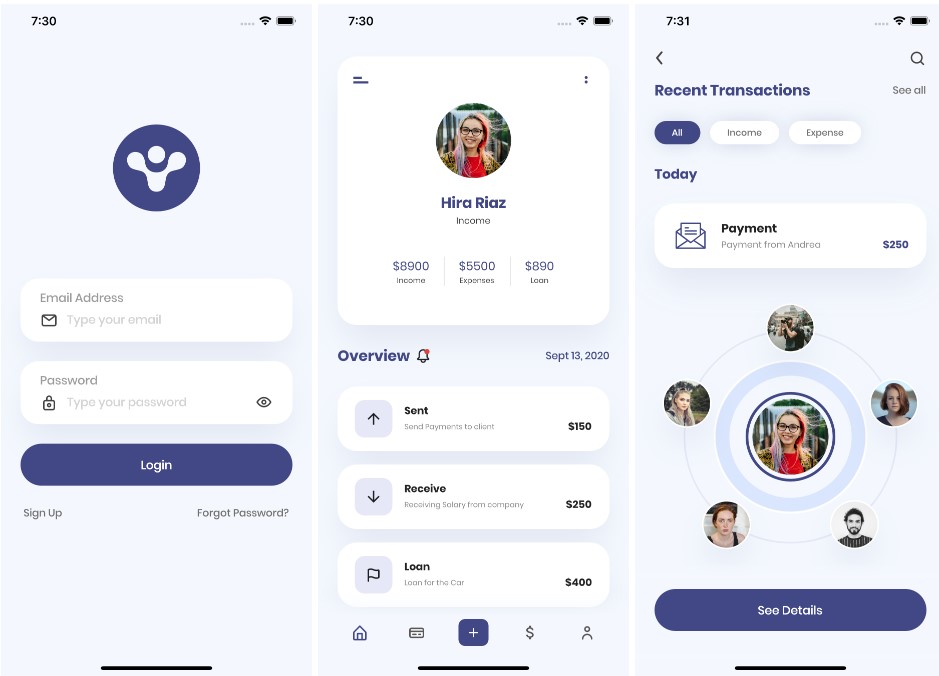 7:30
Email Address
Type your email
Password
Type your password
Login
Sign Up
Forgot Password?
7:30
Hira Riaz
Income
$8900
$5500
$890
Income
Expenses
Loan
Overview
Sept 13, 2020
Sent
Send Payments to client
$150
Receive
Receiving Salary from company
$250
Loan
Loan for the Car
$400
7:31
Recent Transactions
See all
All
Income
Expense
Today
Payment
Payment from Andrea
$250
See Details